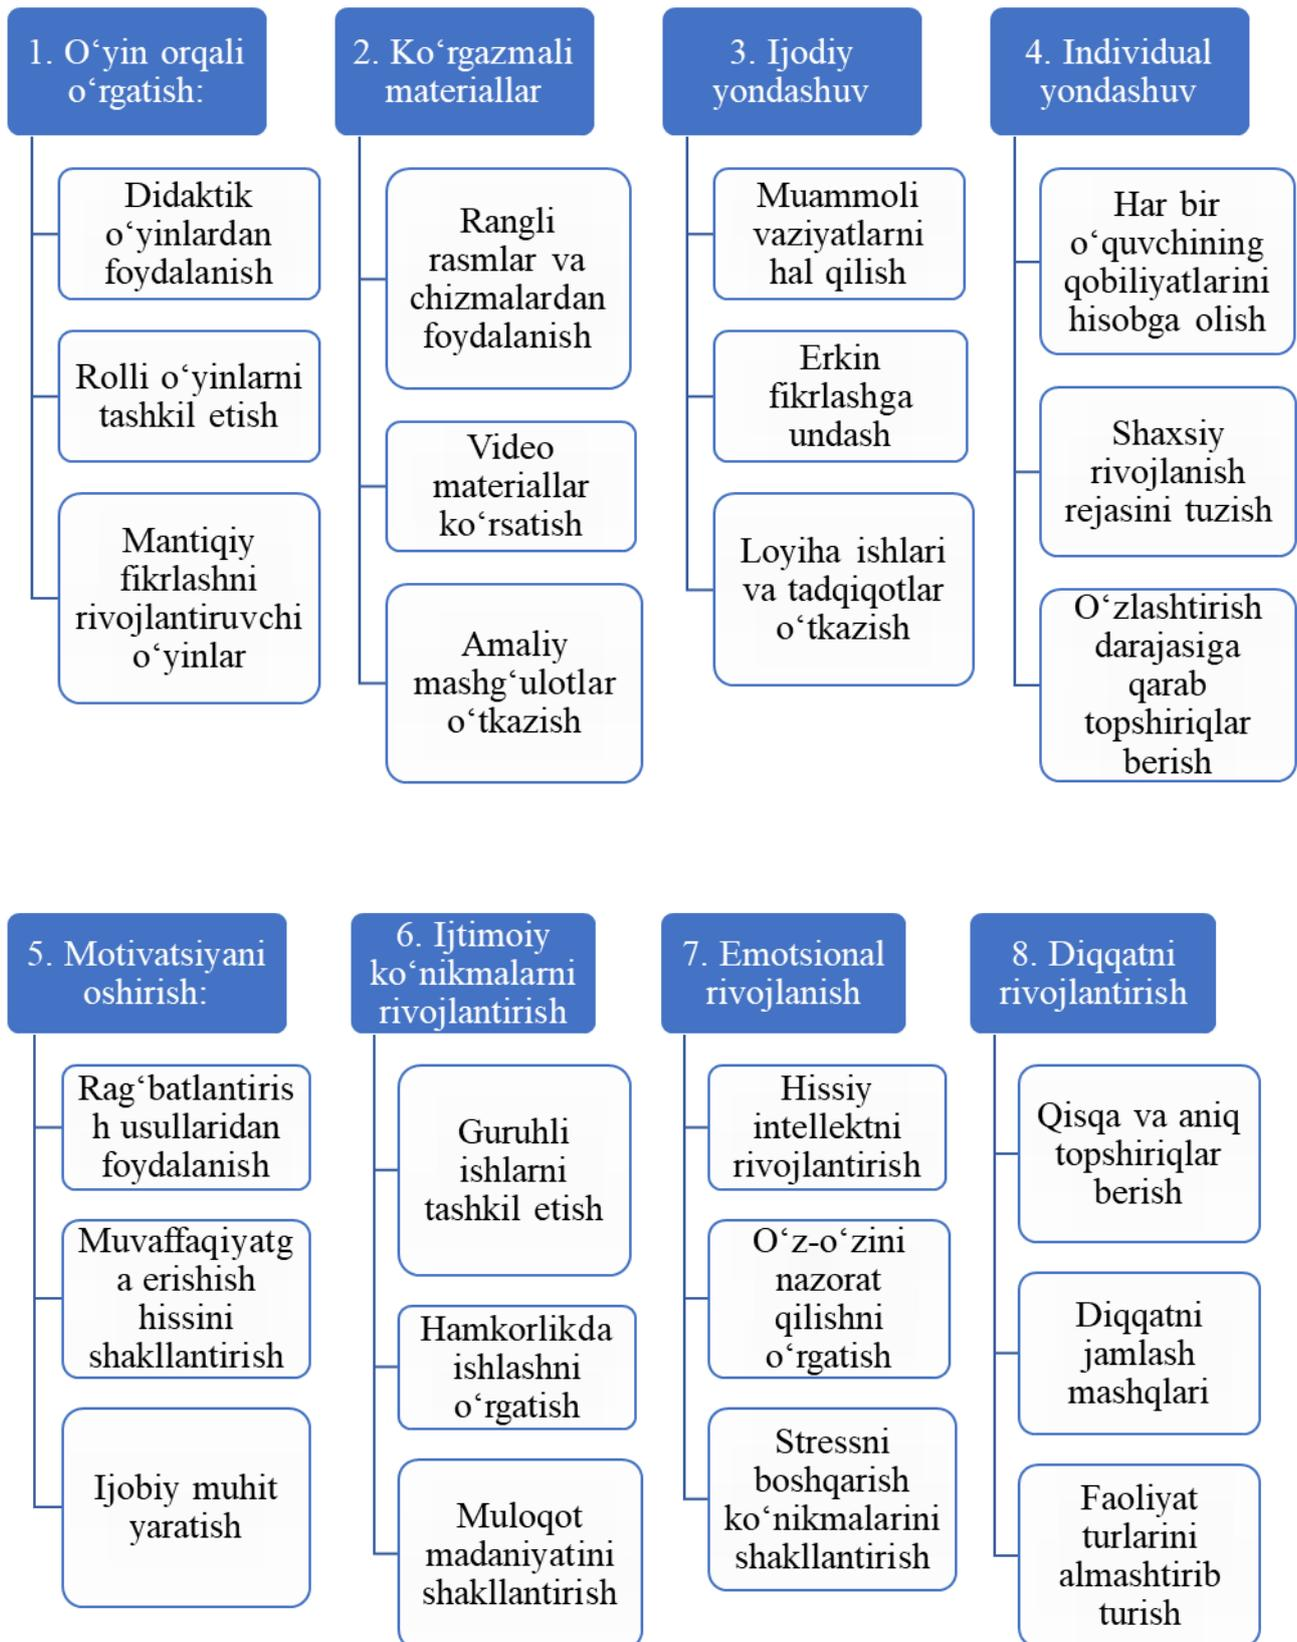 1. O‘yin orqali
o‘rgatish:
Didaktik
o‘yinlardan
foydalanish
Rolli o‘yinlarni
tashkil etish
Mantiqiy
fikrlashni
rivojlantiruvchi
o‘yinlar
2. Ko‘rgazmali
materiallar
Rangli
rasmlar va
chizmalardan
foydalanish
Video
materiallar
ko‘rsatish
Amaliy
mashg‘ulotlar
o‘tkazish
3. Ijodiy
yondashuv
Muammoli
vaziyatlarni
hal qilish
Erkin
fikrlashga
undash
Loyiha ishlari
va tadqiqotlar
o‘tkazish
4. Individual
yondashuv
Har bir
o‘quvchining
qobiliyatlarini
hisobga olish
Shaxsiy
rivojlanish
rejasini tuzish
O‘zlashtirish
darajasiga
qarab
topshiriqlar
berish
5. Motivatsiyani
oshirish:
Rag‘batlantiris
h usullaridan
foydalanish
Muvaffaqiyatg
a erishish
hissini
shakllantirish
Ijobiy muhit
yaratish
6. Ijtimoiy
ko‘nikmalarni
rivojlantirish
Guruhli
ishlarni
tashkil etish
Hamkorlikda
ishlashni
o‘rgatish
Muloqot
madaniyatini
shakllantirish
7. Emotsional
rivojlanish
Hissiy
intellektni
rivojlantirish
O‘z-o‘zini
nazorat
qilishni
o‘rgatish
Stressni
boshqarish
ko‘nikmalarini
shakllantirish
8. Diqqatni
rivojlantirish
Qisqa va aniq
topshiriqlar
berish
Diqqatni
jamlash
mashqlari
Faoliyat
turlarini
almashtirib
turish